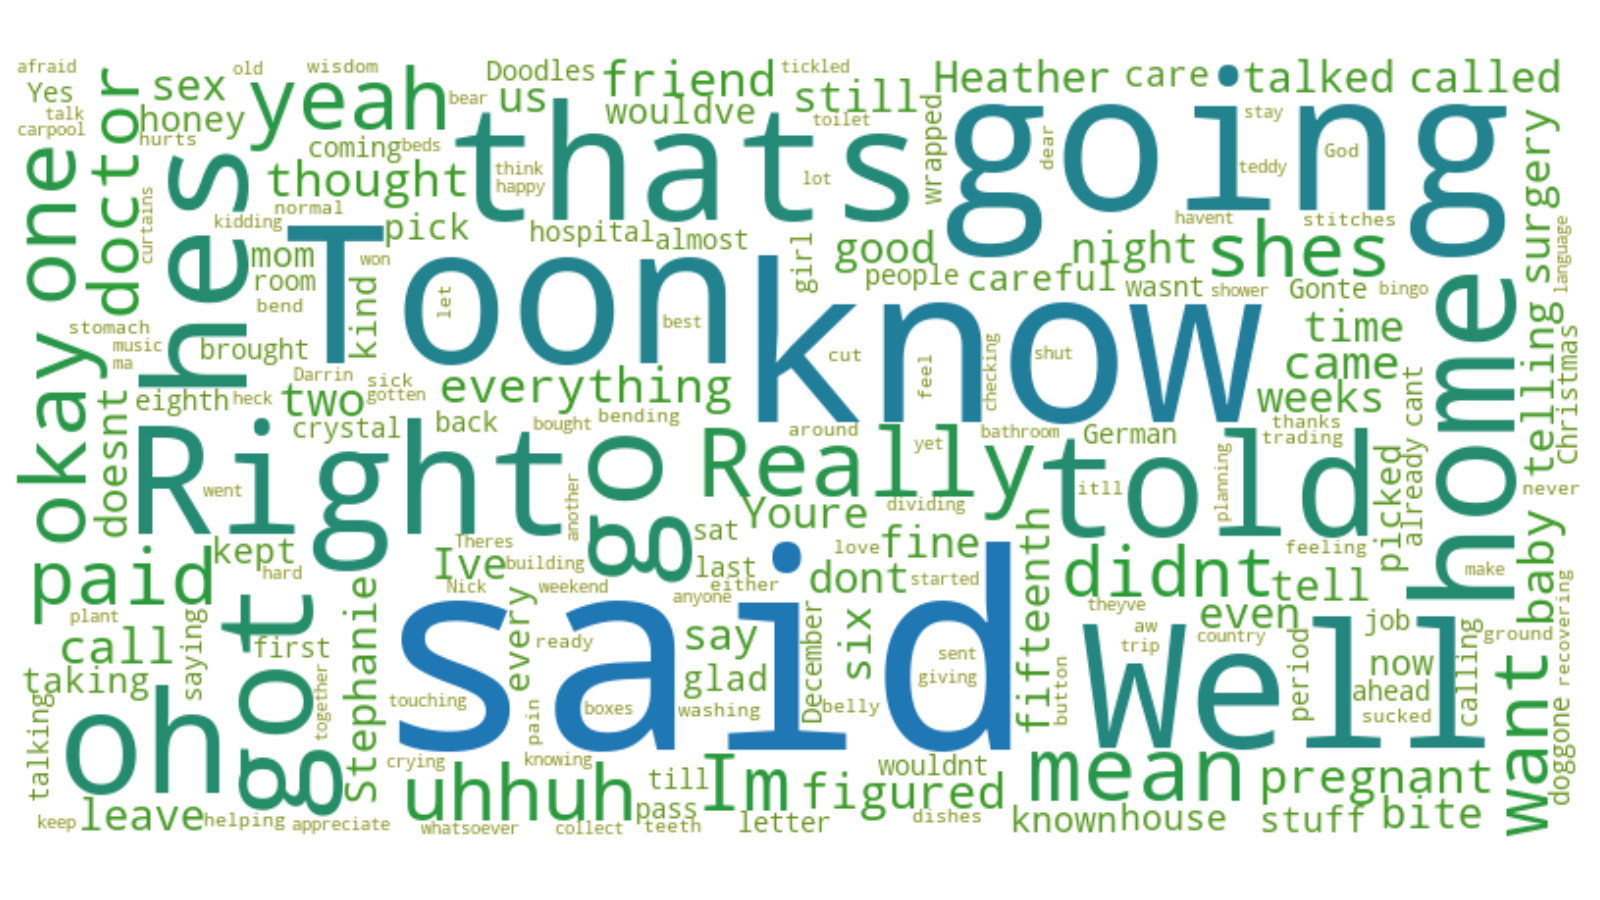 afraid
Yes
talk
carpool
doctor
sex
old
wisdom
honey
hurts
yeah
bear
Doodles
us
friend
wouldve
tickled
still
toilet
Heather
care
talked
called
stay
going
dear
wrapped
thats
coming
beds
thought
think
happy
lot
teddy
God
surgery
one
hes
curtains
normal
kidding
pick
hospital
almost
girl
good
people
careful
night
havent
stitches
shes
language
mom
room
bend
won
kind
Toon
let
best
know
wasnt
shower
Gonte
bingo
home
stomach
music
ma
brought
Darrin
sick
gotten
everything
cut
feel
checking
shut
time
came
weeks
telling
Christmas
okay
doesnt
eighth
heck
two
crystal
back
bought
bending
around
yet
bathroom
German
thanks
trading
cant
already
picked
never
Right
went
another
go
Really
Youre
dividing
told
itll
planning
paid
kept
hard
Theres
Ive
building
Nick
weekend
sat
last
either
anyone
love
fine
dont
started
fifteenth
didnt
feeling
tell
make
baby
plant
call
saying
first
got
Stephanie
every
ready
said
say
December
six
sent
giving
theyve
aw
trip
even
country
job
ground
recovering
taking
talking
oh
together
touching
pain
boxes
glad
washing
belly
button
Well
period
now
ahead
sucked
calling
want
doggone
crying
knowing
uhhuh
till
pass
Im
figured
wouldnt
mean
pregnant
keep
leave
helping
appreciate
whatsoever
collect
teeth
letter
dishes
known
house
stuff
bite